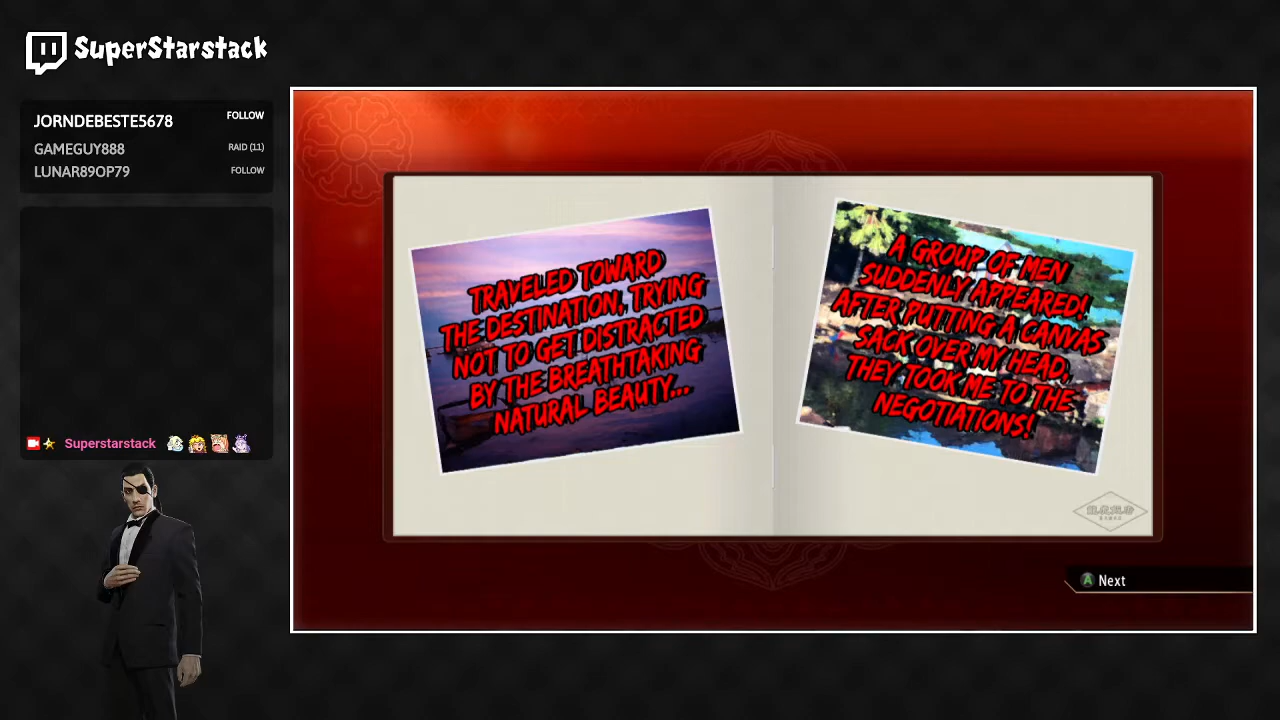 SuperStarstack
JORNDEBESTE5678 FOLLOW
GAMEGUY888 RAID (11)
LUNAR89OP79 FOLLOW
Superstarstack
TRAVELED TOWARD
THE DESTINATION, TRYING
NOT TO GET DISTRACTED
BY THE BREATHTAKING
NATURAL BEAUTY...
A GROUP OF MEN
SUDDENLY APPEARED!
AFTER PUTTING A CANVAS
SACK OVER MY HEAD,
THEY TOOK ME TO THE
NEGOTIATIONS!
A Next